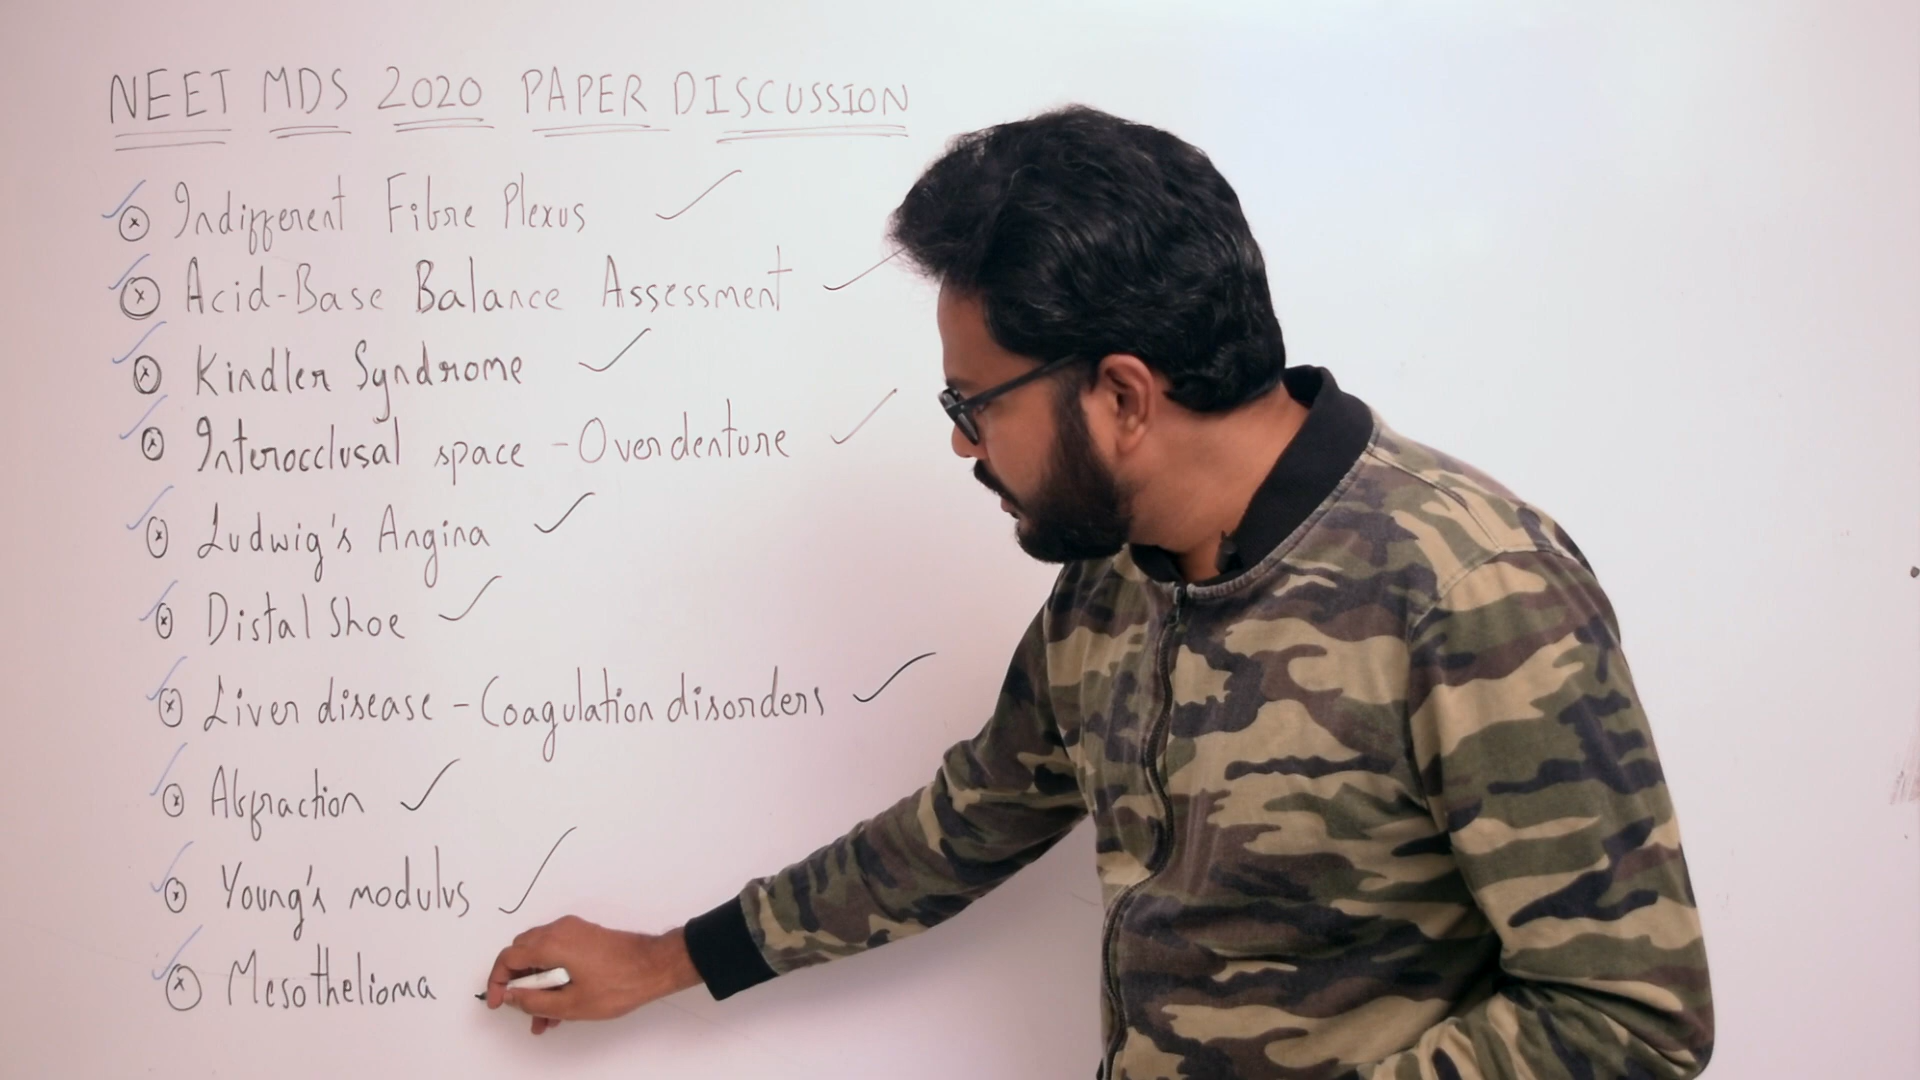 NEET MDS 2020 PAPER DISCUSSION
Indifferent Fibre Plexus
Acid-Base Balance Assessment
Kindler Syndrome
Interocclusal space - Overdenture
Ludwig's Angina
Distal Shoe
Liver disease - Coagulation disorders
Abfraction
Young's modulus
Mesothelioma